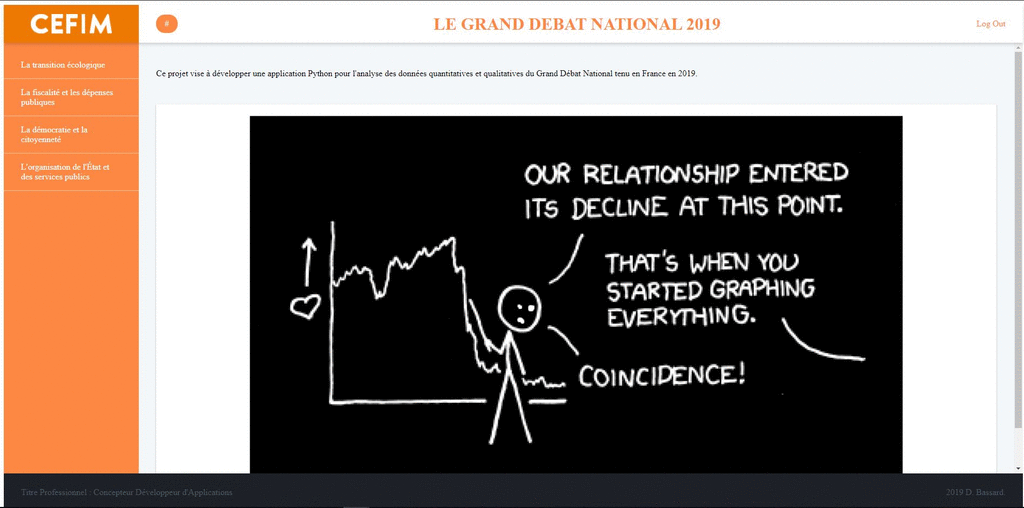 CEFIM
#
LE GRAND DEBAT NATIONAL 2019
Log Out
La transition écologique
La fiscalité et les dépenses
publiques
La démocratie et la
citoyenneté
L'organisation de l'État et
des services publics
Ce projet vise à développer une application Python pour l'analyse des données quantitatives et qualitatives du Grand Débat National tenu en France en 2019.
OUR RELATIONSHIP ENTERED
ITS DECLINE AT THIS POINT.
THAT'S WHEN YOU
STARTED GRAPHING
EVERYTHING.
COINCIDENCE!
Titre Professionnel : Concepteur Développeur d'Applications
2019 D. Bassard.